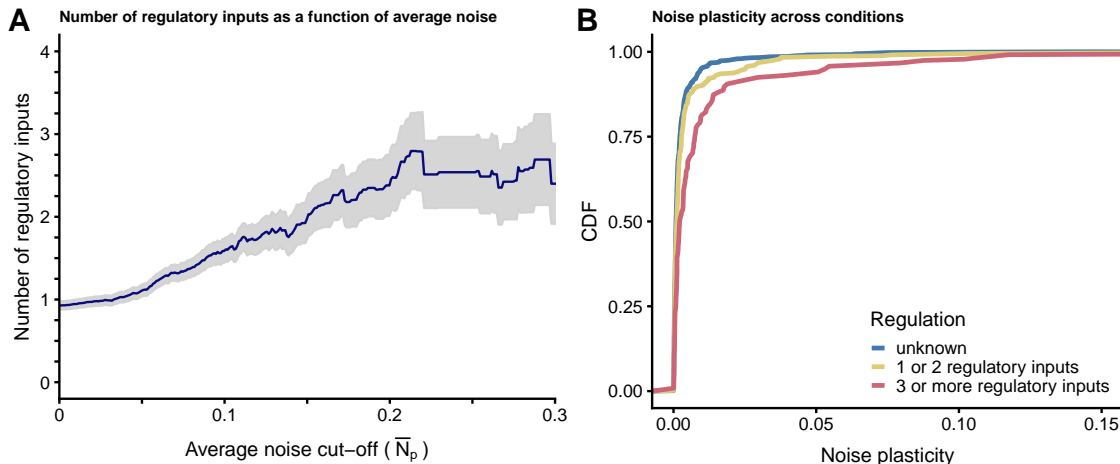 A
Number of regulatory inputs as a function of average noise
Number of regulatory inputs
4
3
2
1
0
0
0.1
0.2
0.3
Average noise cut−off ( N̅p )
B
Noise plasticity across conditions
CDF
1.00
0.75
0.50
0.25
0.00
Regulation
unknown
1 or 2 regulatory inputs
3 or more regulatory inputs
0.00
0.05
0.10
0.15
Noise plasticity